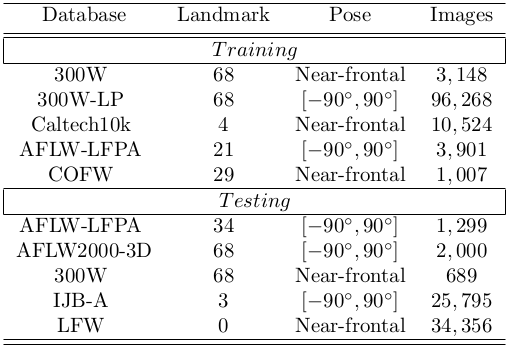 Database Landmark Pose Images
Training
300W 68 Near-frontal 3,148
300W-LP 68 [−90°, 90°] 96,268
Caltech10k 4 Near-frontal 10,524
AFLW-LFPA 21 [−90°, 90°] 3,901
COFW 29 Near-frontal 1,007
Testing
AFLW-LFPA 34 [−90°, 90°] 1,299
AFLW2000-3D 68 [−90°, 90°] 2,000
300W 68 Near-frontal 689
IJB-A 3 [−90°, 90°] 25,795
LFW 0 Near-frontal 34,356